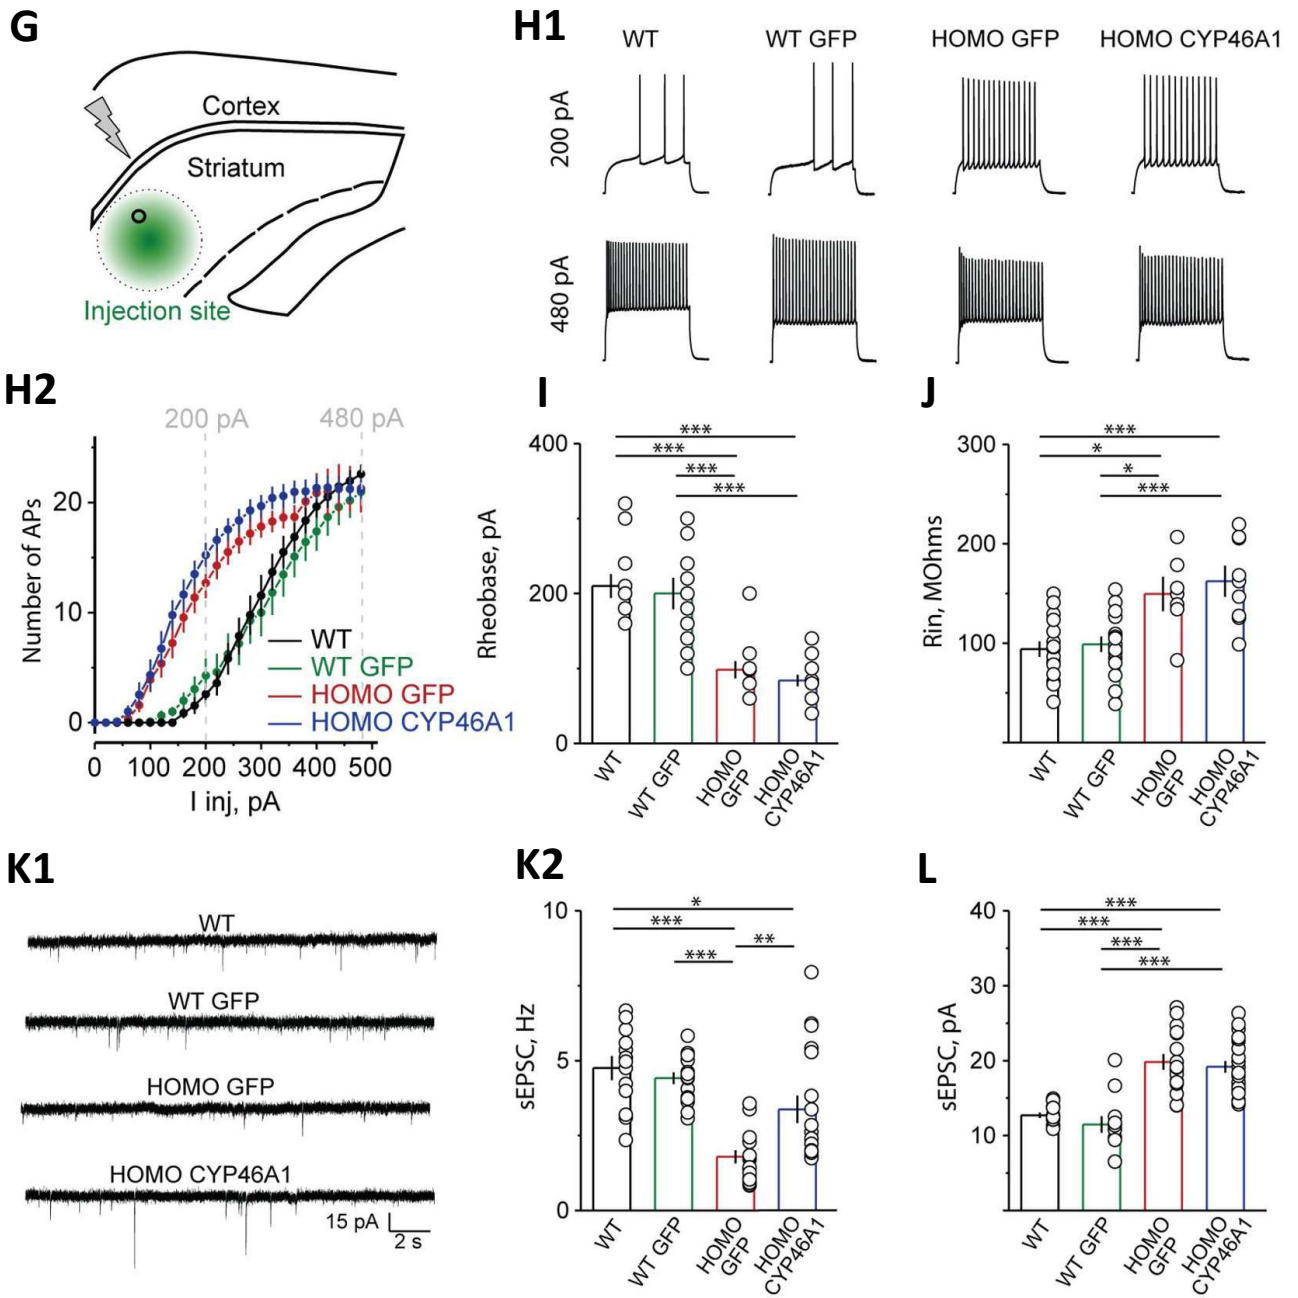 G
Cortex
Striatum
Injection site
H1
WT
WT GFP
HOMO GFP
HOMO CYP46A1
200 pA
480 pA
H2
200 pA
480 pA
Number of APs
20
10
0
WT
WT GFP
HOMO GFP
HOMO CYP46A1
0 100 200 300 400 500
I inj, pA
I
Rheobase, pA
400
200
0
***
***
***
***
WT
WT GFP
HOMO
GFP
HOMO
CYP46A1
J
Rin, MOhms
300
200
100
***
*
*
***
WT
WT GFP
HOMO
GFP
HOMO
CYP46A1
K1
WT
WT GFP
HOMO GFP
HOMO CYP46A1
15 pA
2 s
K2
sEPSC, Hz
10
5
0
*
***
**
***
WT
WT GFP
HOMO
GFP
HOMO
CYP46A1
L
sEPSC, pA
40
30
20
10
***
***
***
***
WT
WT GFP
HOMO
GFP
HOMO
CYP46A1